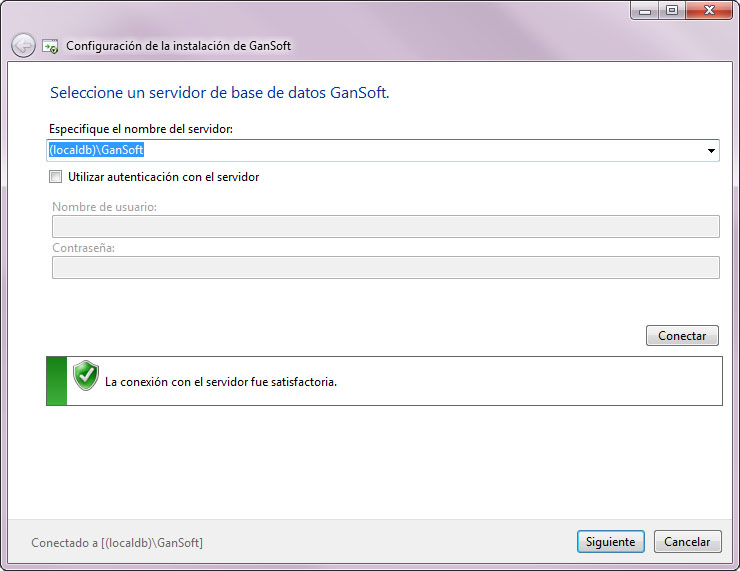 Configuración de la instalación de GanSoft
Seleccione un servidor de base de datos GanSoft.
Especifique el nombre del servidor:
(localdb)\GanSoft
Utilizar autenticación con el servidor
Nombre de usuario:
Contraseña:
Conectar
La conexión con el servidor fue satisfactoria.
Conectado a [(localdb)\GanSoft]
Siguiente
Cancelar